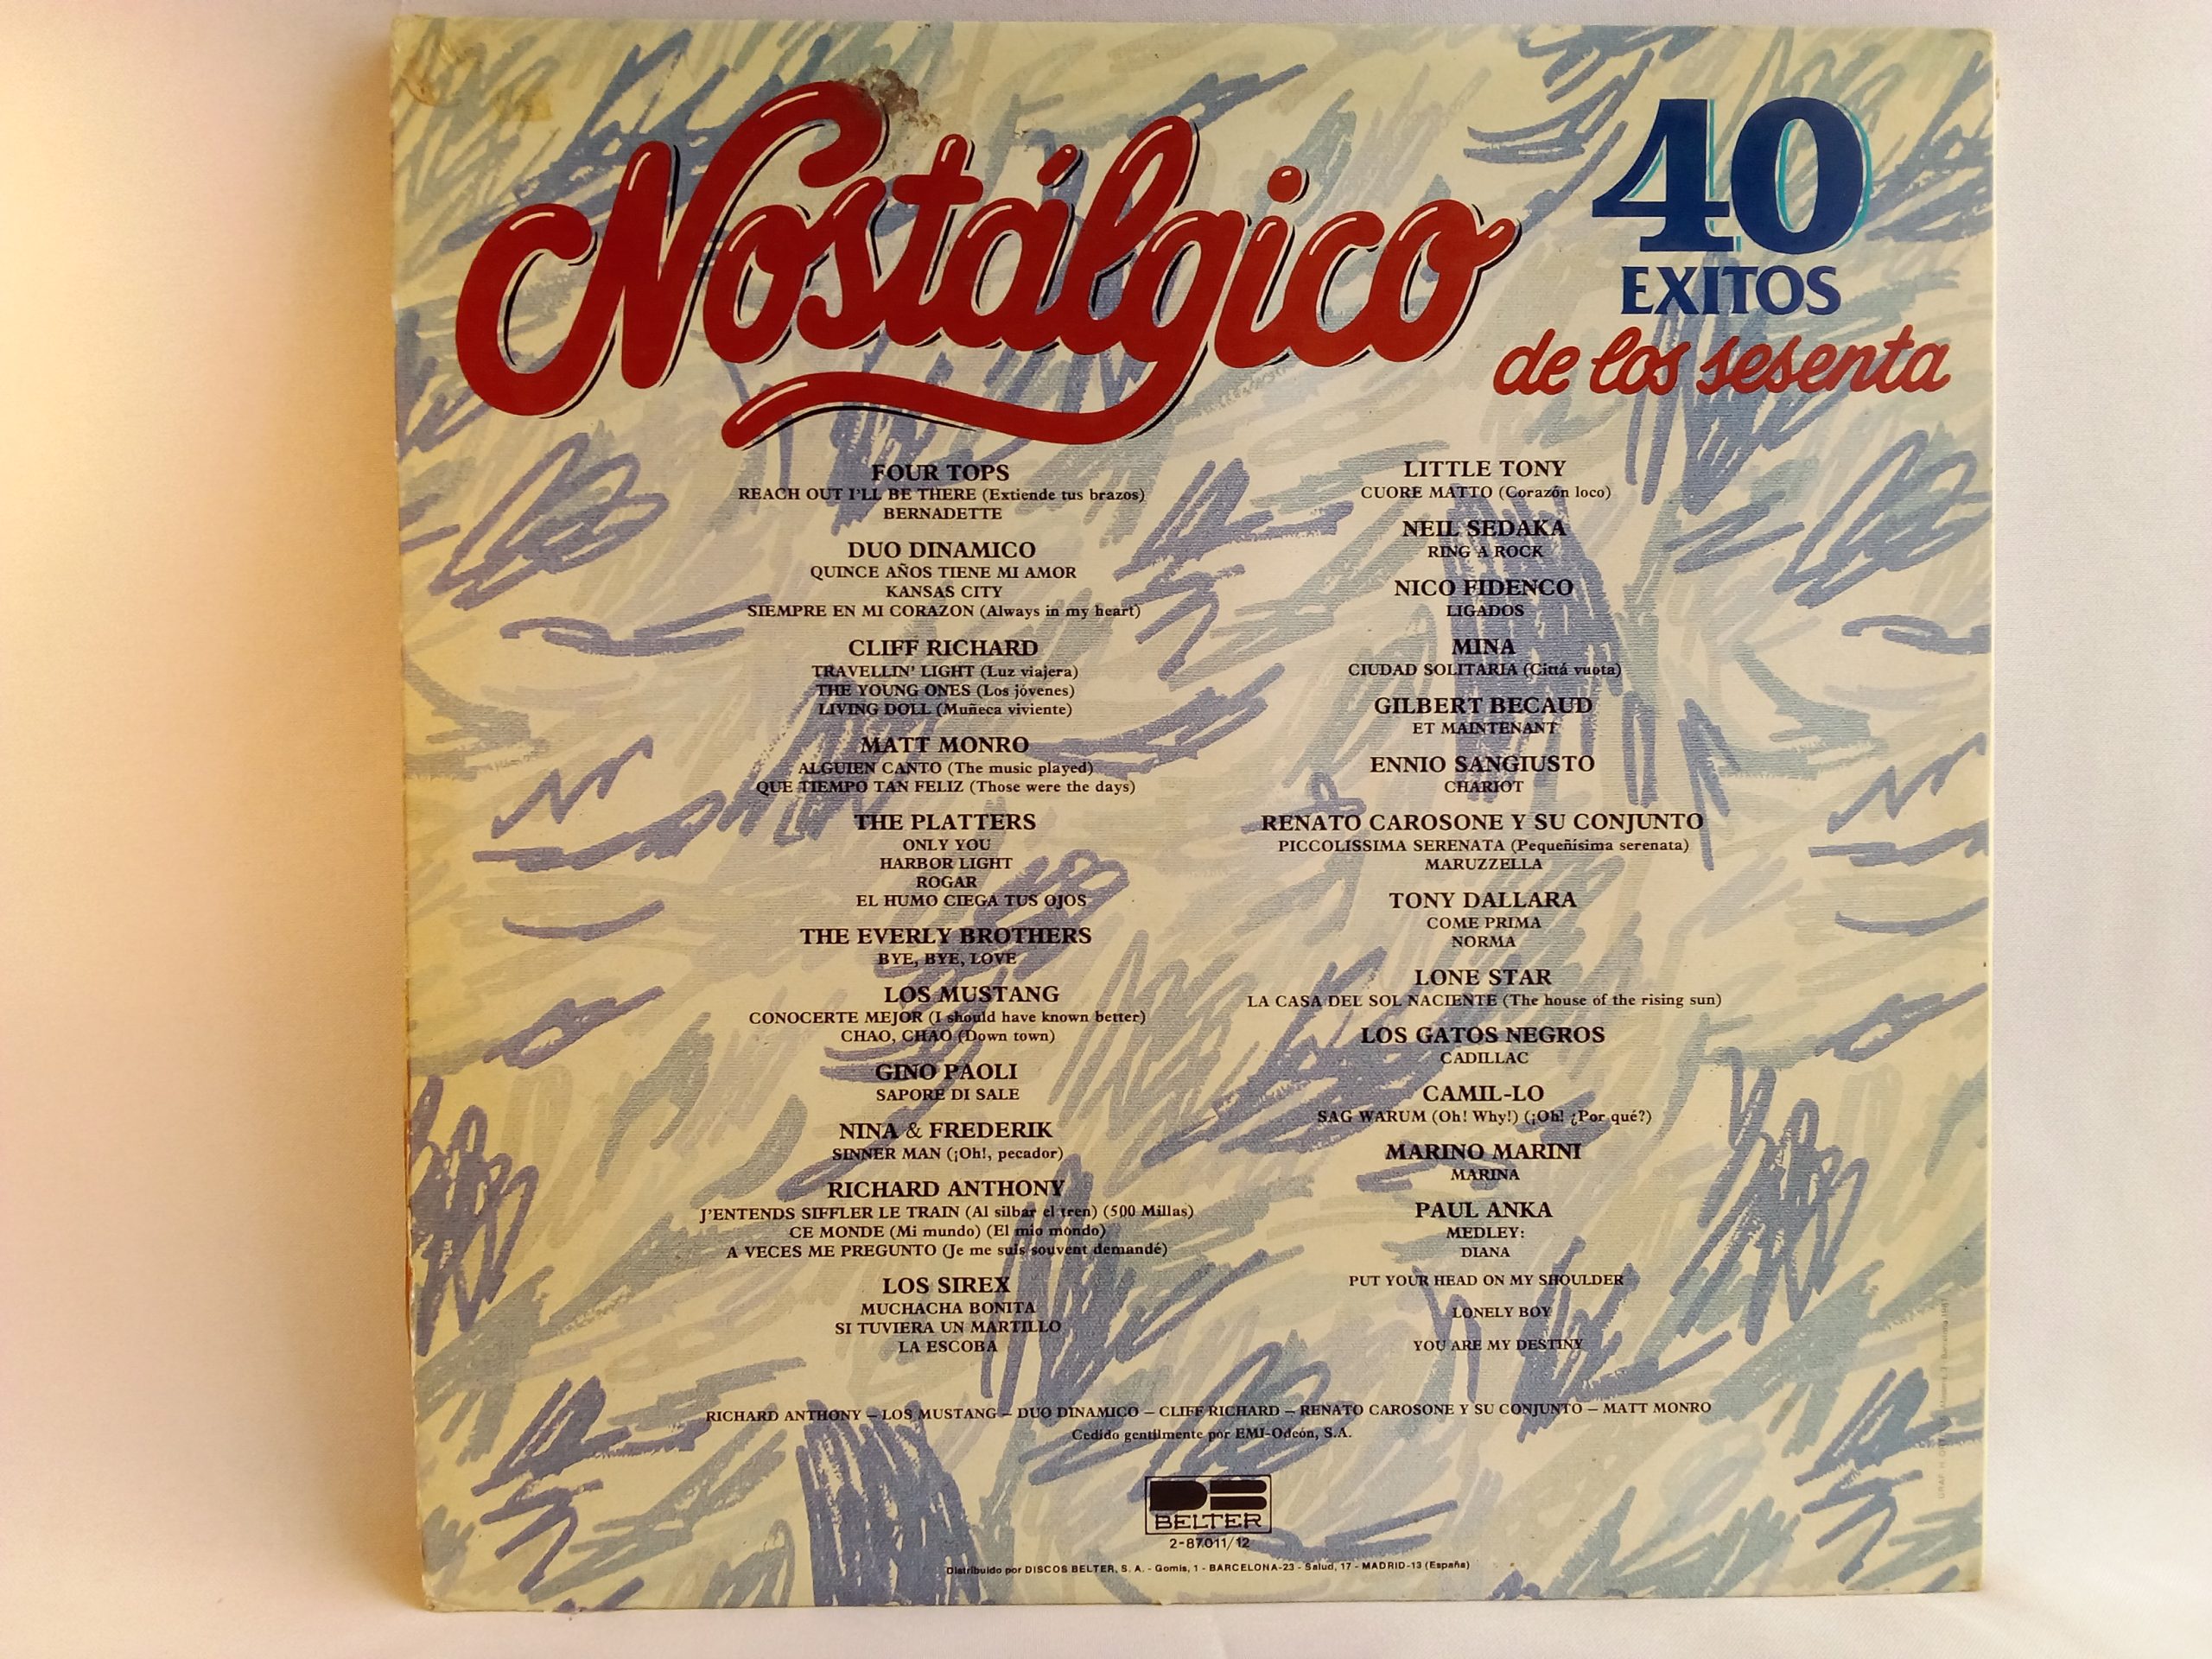 Nostálgico
40
EXITOS
de los sesenta
FOUR TOPS
REACH OUT I'LL BE THERE (Extiende tus brazos)
BERNADETTE
DUO DINAMICO
QUINCE AÑOS TIENE MI AMOR
KANSAS CITY
SIEMPRE EN MI CORAZON (Always in my heart)
CLIFF RICHARD
TRAVELLIN' LIGHT (Luz viajera)
THE YOUNG ONES (Los jóvenes)
LIVING DOLL (Muñeca viviente)
MATT MONRO
ALGUIEN CANTO (The music played)
QUE TIEMPO TAN FELIZ (Those were the days)
THE PLATTERS
ONLY YOU
HARBOR LIGHT
ROGAR
EL HUMO CIEGA TUS OJOS
THE EVERLY BROTHERS
BYE, BYE, LOVE
LOS MUSTANG
CONOCERTE MEJOR (I should have known better)
CHAO, CHAO (Down town)
GINO PAOLI
SAPORE DI SALE
NINA & FREDERIK
SINNER MAN (¡Oh!, pecador)
RICHARD ANTHONY
J'ENTENDS SIFFLER LE TRAIN (Al silbar el tren) (500 Millas)
CE MONDE (Mi mundo) (El mio mondo)
A VECES ME PREGUNTO (Je me suis souvent demandé)
LOS SIREX
MUCHACHA BONITA
SI TUVIERA UN MARTILLO
LA ESCOBA
LITTLE TONY
CUORE MATTO (Corazón loco)
NEIL SEDAKA
RING A ROCK
NICO FIDENCO
LIGADOS
MINA
CIUDAD SOLITARIA (Cittá vuota)
GILBERT BECAUD
ET MAINTENANT
ENNIO SANGIUSTO
CHARIOT
RENATO CAROSONE Y SU CONJUNTO
PICCOLISSIMA SERENATA (Pequeñisima serenata)
MARUZZELLA
TONY DALLARA
COME PRIMA
NORMA
LONE STAR
LA CASA DEL SOL NACIENTE (The house of the rising sun)
LOS GATOS NEGROS
CADILLAC
CAMIL-LO
SAG WARUM (Oh! Why!) (¡Oh! ¿Por qué?)
MARINO MARINI
MARINA
PAUL ANKA
MEDLEY:
DIANA
PUT YOUR HEAD ON MY SHOULDER
LONELY BOY
YOU ARE MY DESTINY
RICHARD ANTHONY – LOS MUSTANG – DUO DINAMICO – CLIFF RICHARD – RENATO CAROSONE Y SU CONJUNTO – MATT MONRO
Cedido gentilmente por EMI-Odeón, S.A.
BELTER
2-87011/12
Distribuido por DISCOS BELTER, S. A. - Gomis, 1 - BARCELONA-23 - Salud, 17 - MADRID-13 (España)